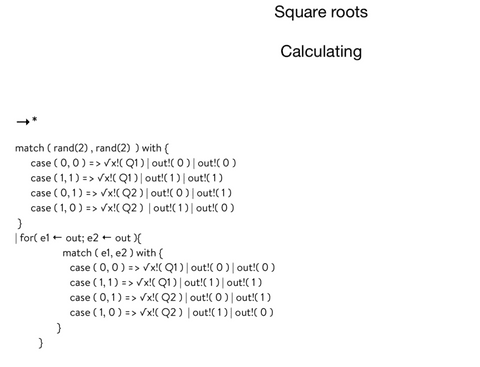 Square roots
Calculating
→*
match ( rand(2) , rand(2) ) with {
case ( 0, 0 ) = > √x!( Q1) | out!( 0 ) | out!( 0 )
case ( 1, 1 ) = > √x!( Q1) | out!( 1 ) | out!( 1 )
case ( 0, 1 ) = > √x!( Q2 ) | out!( 0 ) | out!( 1 )
case ( 1, 0 ) = > √x!( Q2 ) | out!( 1 ) | out!( 0 )
}
| for( e1 ← out; e2 ← out ){
match ( e1, e2 ) with {
case ( 0, 0 ) = > √x!( Q1) | out!( 0 ) | out!( 0 )
case ( 1, 1 ) = > √x!( Q1) | out!( 1 ) | out!( 1 )
case ( 0, 1 ) = > √x!( Q2 ) | out!( 0 ) | out!( 1 )
case ( 1, 0 ) = > √x!( Q2 ) | out!( 1 ) | out!( 0 )
}
}